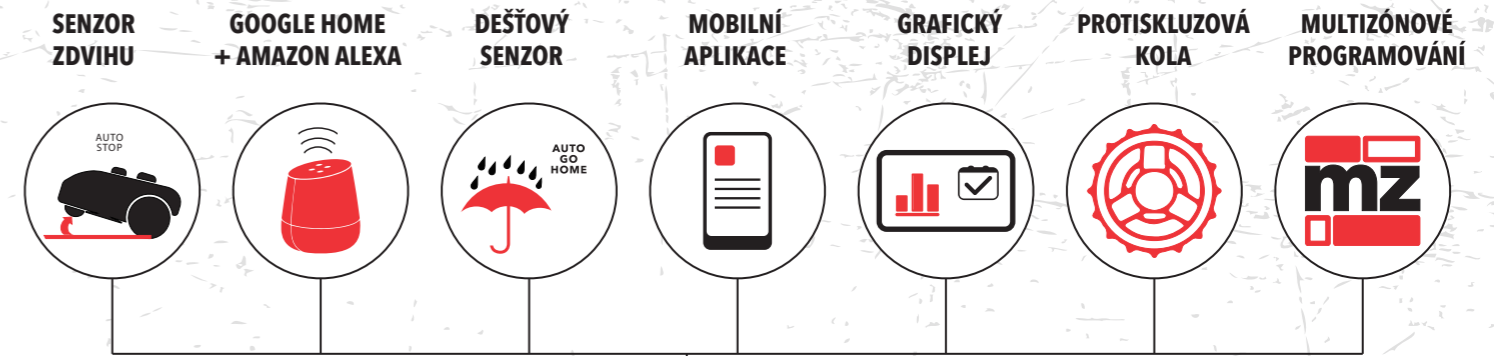 SENZOR
ZDVIHU
GOOGLE HOME
+ AMAZON ALEXA
DEŠŤOVÝ
SENZOR
MOBILNÍ
APLIKACE
GRAFICKÝ
DISPLEJ
PROTISKLUZOVÁ
KOLA
MULTIZÓNOVÉ
PROGRAMOVÁNÍ
AUTO
STOP
AUTO
GO
HOME
mz